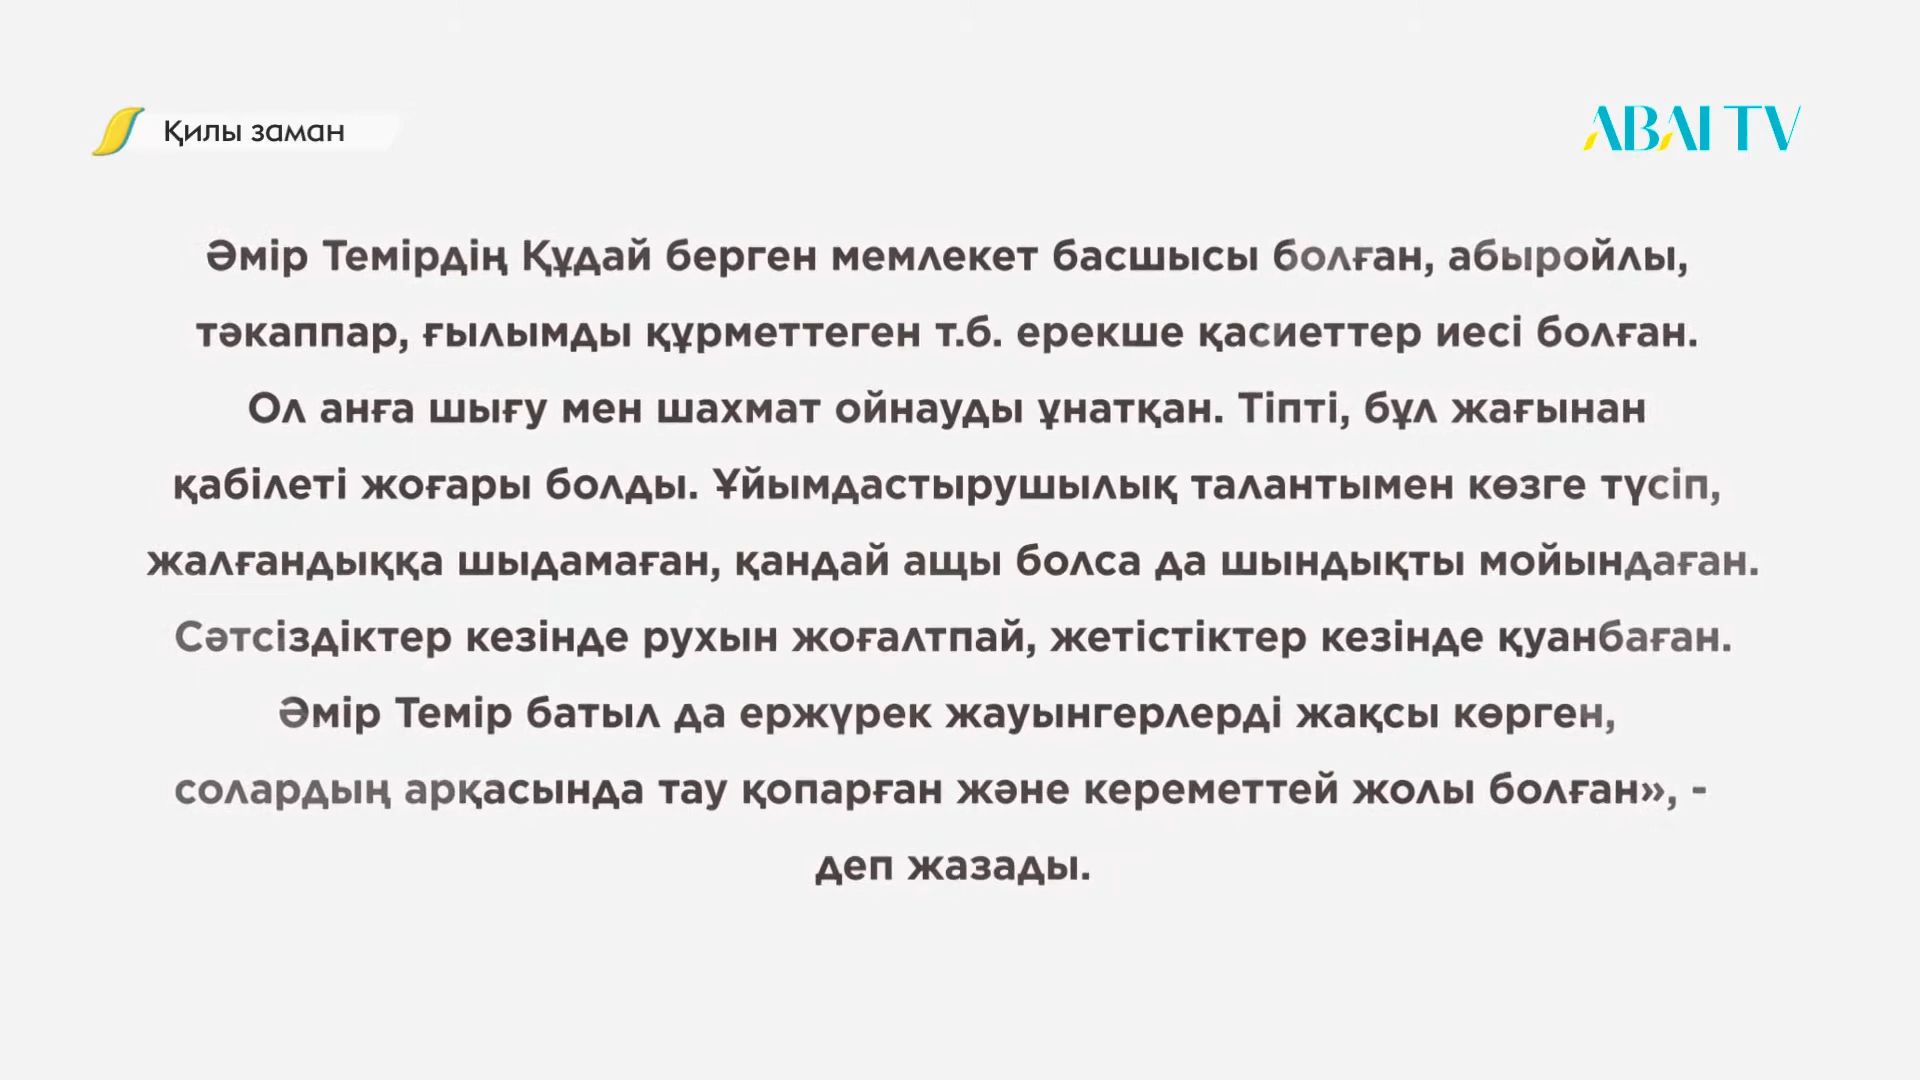 Қилы заман
ABAI TV
Әмір Темірдің Құдай берген мемлекет басшысы болған, абыройлы,
тәкаппар, ғылымды құрметтеген т.б. ерекше қасиеттер иесі болған.
Ол анға шығу мен шахмат ойнауды ұнатқан. Тіпті, бұл жағынан
қабілеті жоғары болды. Ұйымдастырушылық талантымен көзге түсіп,
жалғандыққа шыдамаған, қандай ащы болса да шындықты мойындаған.
Сәтсіздіктер кезінде рухын жоғалтпай, жетістіктер кезінде қуанбаған.
Әмір Темір батыл да ержүрек жауынгерлерді жақсы көрген,
солардың арқасында тау қопарған және кереметтей жолы болған», -
деп жазады.